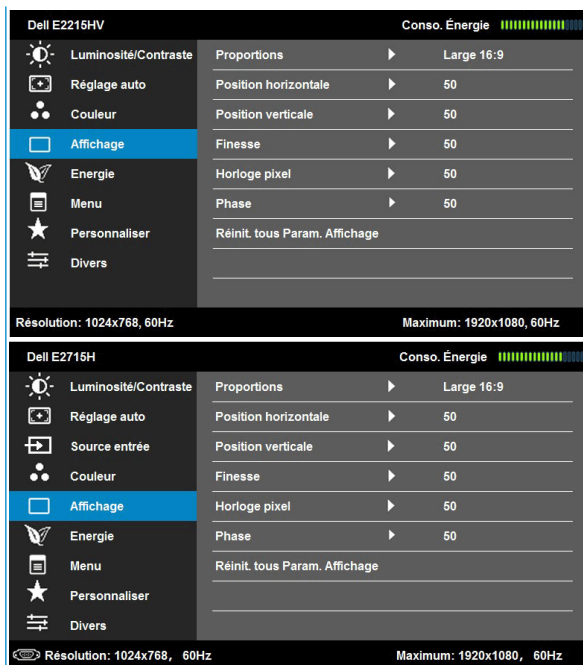 Dell E2215HV Conso. Énergie
Luminosité/Contraste Proportions Large 16:9
Réglage auto Position horizontale 50
Couleur Position verticale 50
Affichage Finesse 50
Energie Horloge pixel 50
Menu Phase 50
Personnaliser Réinit. tous Param. Affichage
Divers
Résolution: 1024x768, 60Hz Maximum: 1920x1080, 60Hz
Dell E2715H Conso. Énergie
Luminosité/Contraste Proportions Large 16:9
Réglage auto Position horizontale 50
Source entrée Position verticale 50
Couleur Finesse 50
Affichage Horloge pixel 50
Energie Phase 50
Menu Réinit. tous Param. Affichage
Personnaliser
Divers
Résolution: 1024x768, 60Hz Maximum: 1920x1080, 60Hz